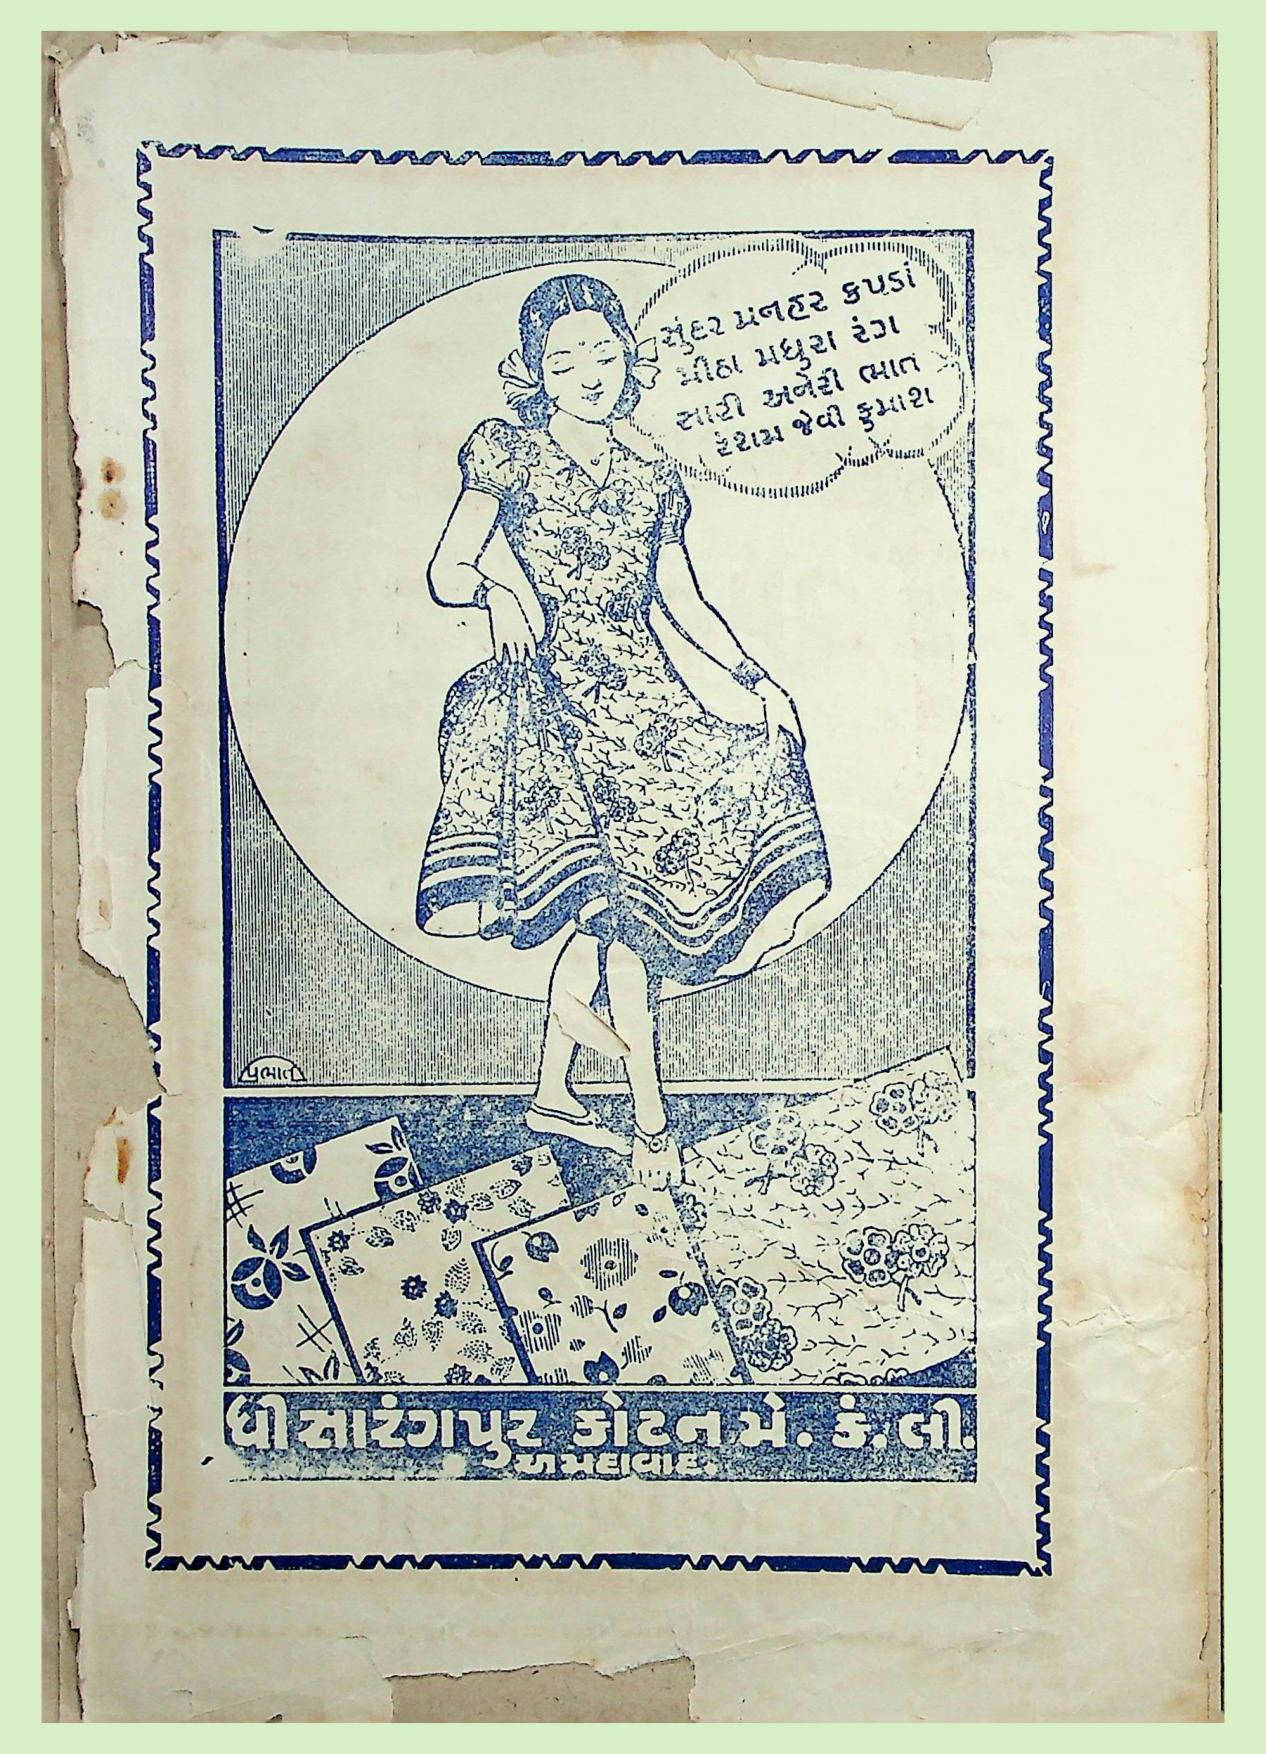 સુંદર મનહર કપડાં
મીઠા મધુરા રંગ
સારી અનેરી ભાત
રેશમ જેવી કુમાશ
પ્રભાત
ધી સારંગપુર કોટન મે. કં. લી.
અમદાવાદ.